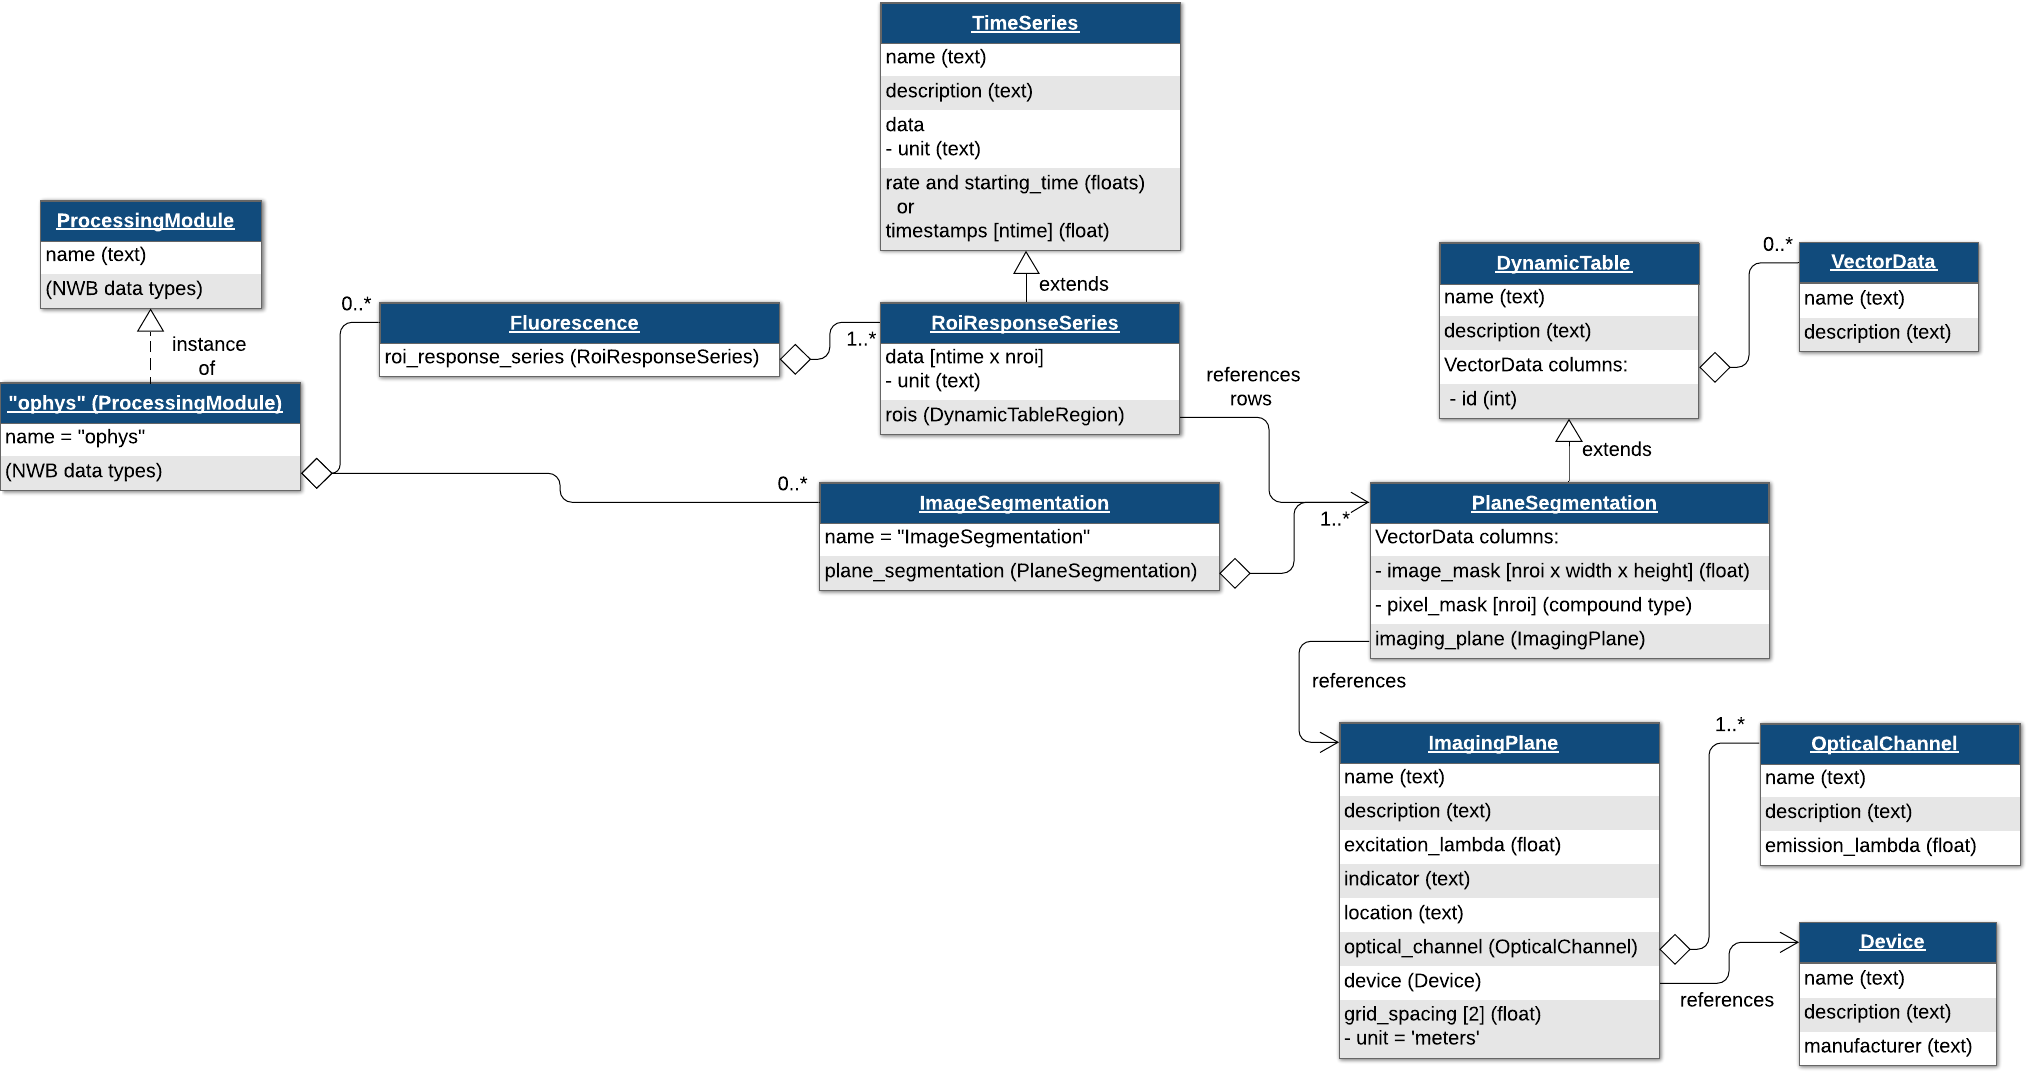 TimeSeries
name (text)
description (text)
data
- unit (text)
rate and starting_time (floats)
or
timestamps [ntime] (float)
extends
ProcessingModule
name (text)
(NWB data types)
instance
of
"ophys" (ProcessingModule)
name = "ophys"
(NWB data types)
0..*
Fluorescence
roi_response_series (RoiResponseSeries)
1..*
RoiResponseSeries
data [ntime x nroi]
- unit (text)
rois (DynamicTableRegion)
references
rows
0..*
ImageSegmentation
name = "ImageSegmentation"
plane_segmentation (PlaneSegmentation)
1..*
DynamicTable
name (text)
description (text)
VectorData columns:
- id (int)
0..*
VectorData
name (text)
description (text)
extends
PlaneSegmentation
VectorData columns:
- image_mask [nroi x width x height] (float)
- pixel_mask [nroi] (compound type)
imaging_plane (ImagingPlane)
references
ImagingPlane
name (text)
description (text)
excitation_lambda (float)
indicator (text)
location (text)
optical_channel (OpticalChannel)
device (Device)
grid_spacing [2] (float)
- unit = 'meters'
1..*
OpticalChannel
name (text)
description (text)
emission_lambda (float)
references
Device
name (text)
description (text)
manufacturer (text)